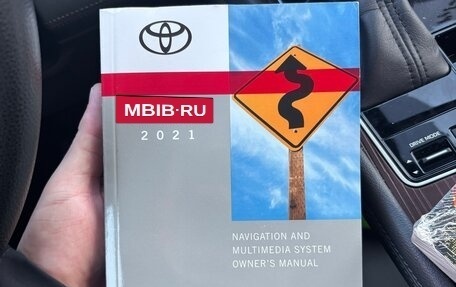 MBIB·RU
2021
NAVIGATION AND
MULTIMEDIA SYSTEM
OWNER'S MANUAL
DRIVE MODE